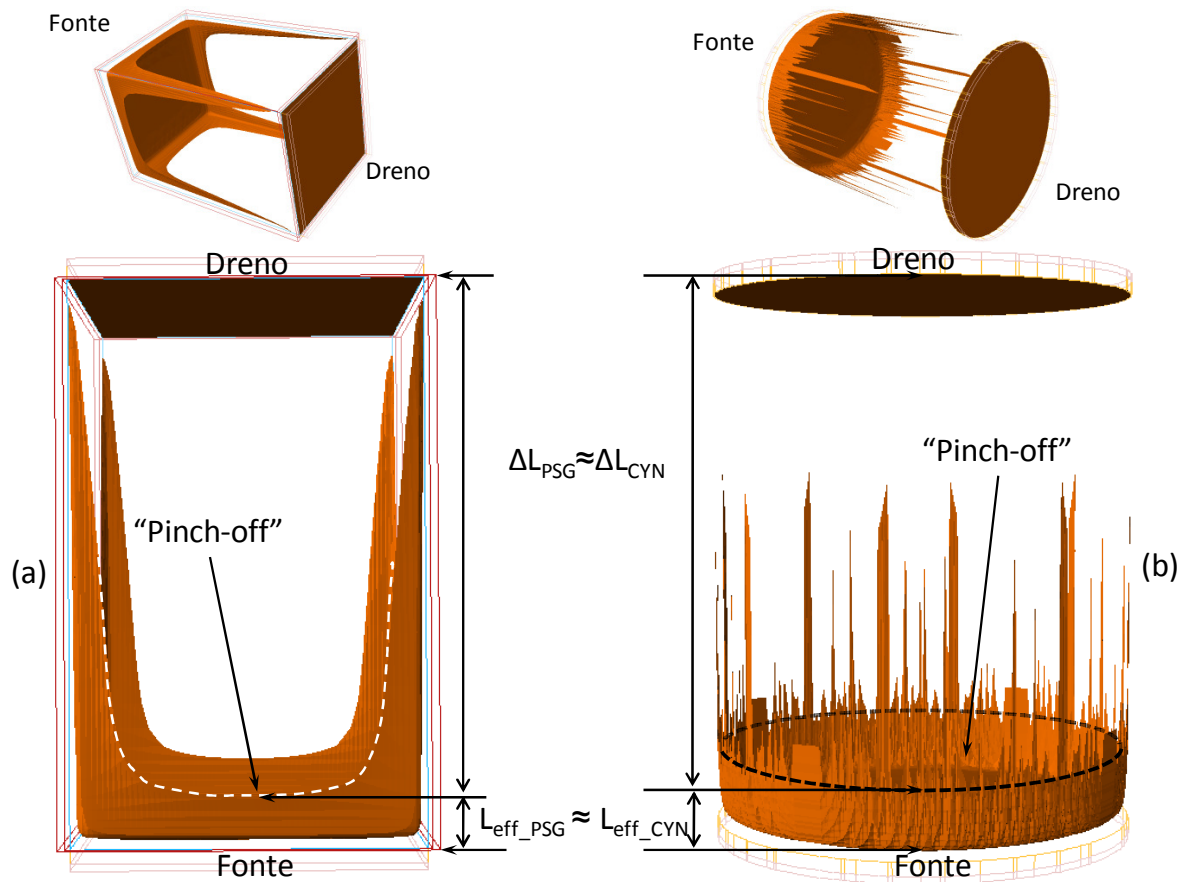 Fonte
Fonte
Dreno
Dreno
Dreno
Dreno
ΔL_PSG≈ΔL_CYN
“Pinch-off”
“Pinch-off”
(a)
(b)
L_eff_PSG ≈ L_eff_CYN
Fonte
Fonte